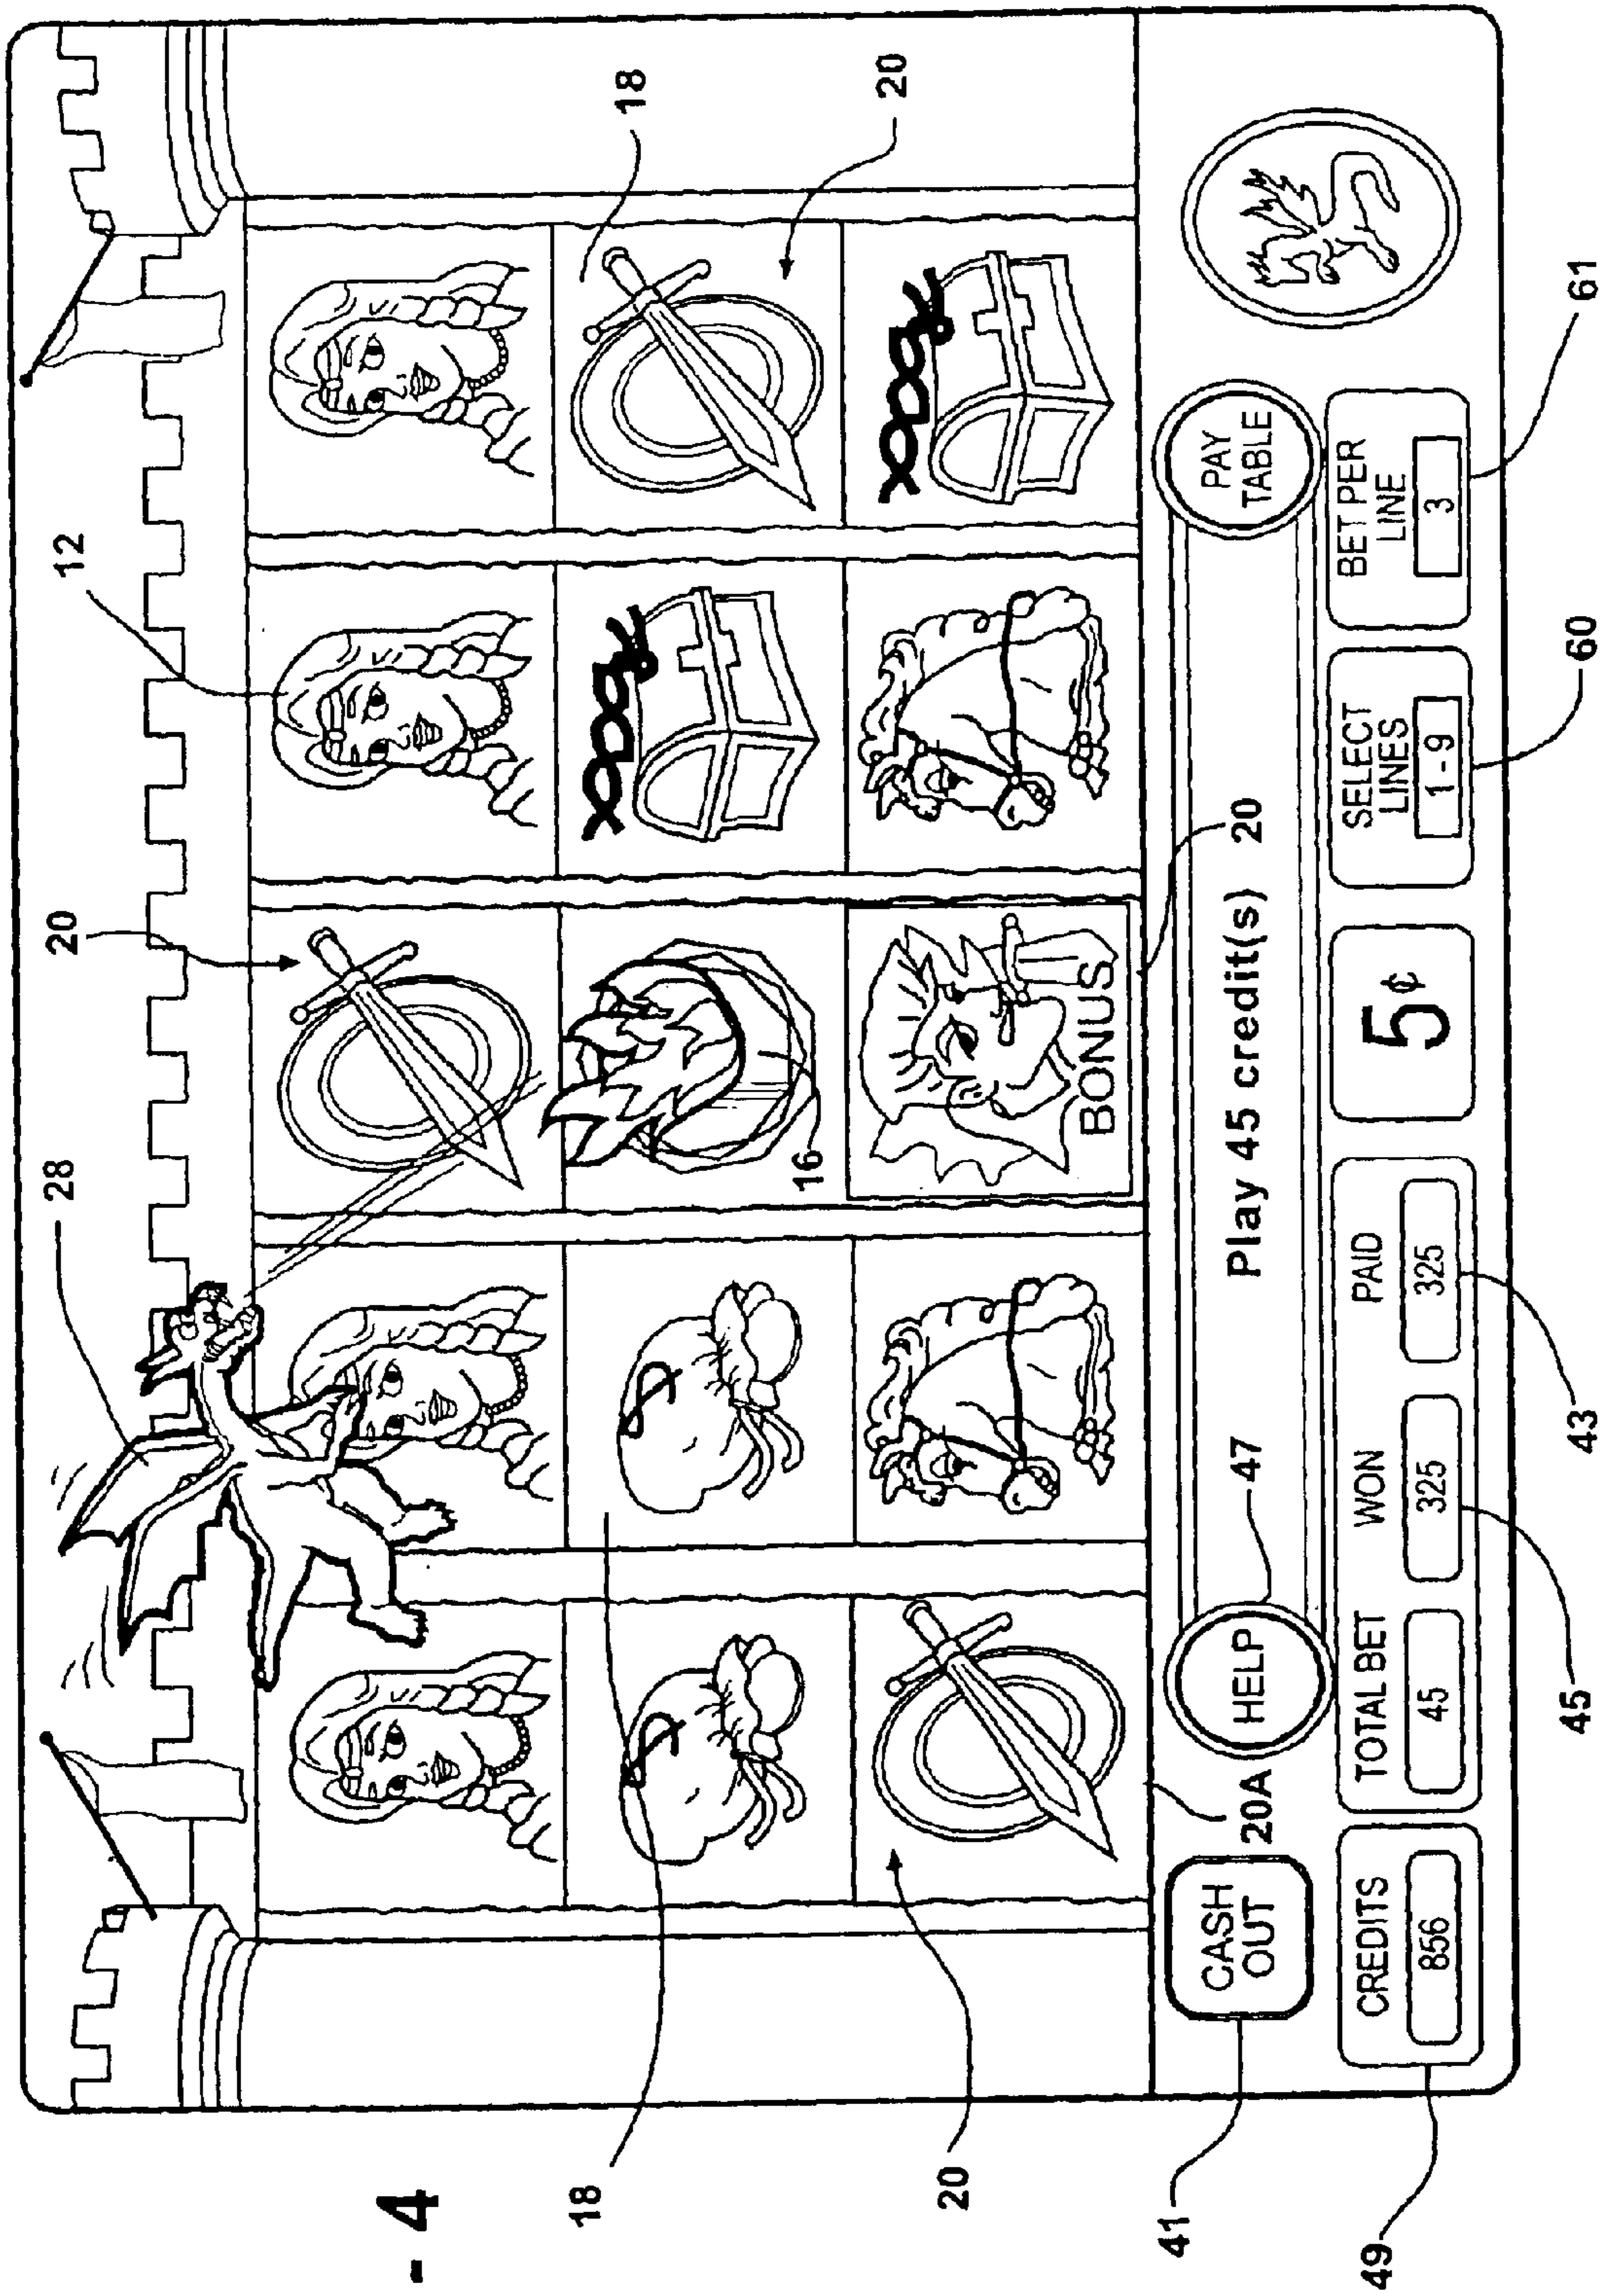 - 4
28
20
12
18
20
18
16
BONUS
20
20A
20
41
CASH
OUT
HELP
47
Play 45 credit(s)
20
PAY
TABLE
49
CREDITS
856
TOTAL BET
45
WON
325
PAID
325
5¢
SELECT
LINES
1 - 9
BET PER
LINE
3
45
43
60
61